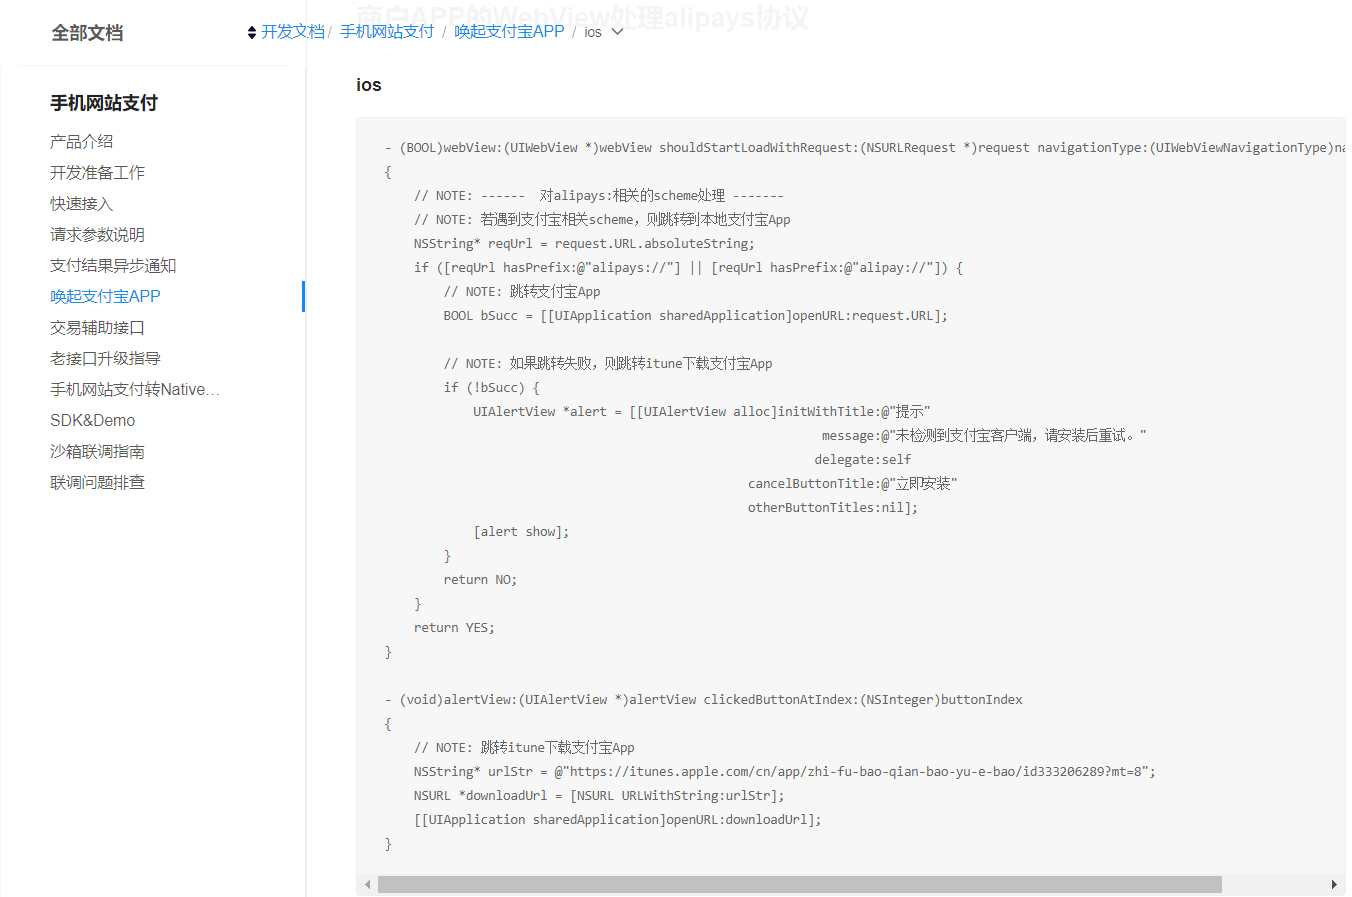 商户APP的WebView处理alipays协议
全部文档
开发文档 / 手机网站支付 / 唤起支付宝APP / ios
手机网站支付
产品介绍
开发准备工作
快速接入
请求参数说明
支付结果异步通知
唤起支付宝APP
交易辅助接口
老接口升级指导
手机网站支付转Native...
SDK&Demo
沙箱联调指南
联调问题排查
ios
- (BOOL)webView:(UIWebView *)webView shouldStartLoadWithRequest:(NSURLRequest *)request navigationType:(UIWebViewNavigationType)na
{
    // NOTE: ------  对alipays:相关的scheme处理 -------
    // NOTE: 若遇到支付宝相关scheme，则跳转到本地支付宝App
    NSString* reqUrl = request.URL.absoluteString;
    if ([reqUrl hasPrefix:@"alipays://"] || [reqUrl hasPrefix:@"alipay://"]) {
        // NOTE: 跳转支付宝App
        BOOL bSucc = [[UIApplication sharedApplication]openURL:request.URL];
        // NOTE: 如果跳转失败，则跳转itune下载支付宝App
        if (!bSucc) {
            UIAlertView *alert = [[UIAlertView alloc]initWithTitle:@"提示"
                                                           message:@"未检测到支付宝客户端，请安装后重试。"
                                                          delegate:self
                                                 cancelButtonTitle:@"立即安装"
                                                 otherButtonTitles:nil];
            [alert show];
        }
        return NO;
    }
    return YES;
}
- (void)alertView:(UIAlertView *)alertView clickedButtonAtIndex:(NSInteger)buttonIndex
{
    // NOTE: 跳转itune下载支付宝App
    NSString* urlStr = @"https://itunes.apple.com/cn/app/zhi-fu-bao-qian-bao-yu-e-bao/id333206289?mt=8";
    NSURL *downloadUrl = [NSURL URLWithString:urlStr];
    [[UIApplication sharedApplication]openURL:downloadUrl];
}